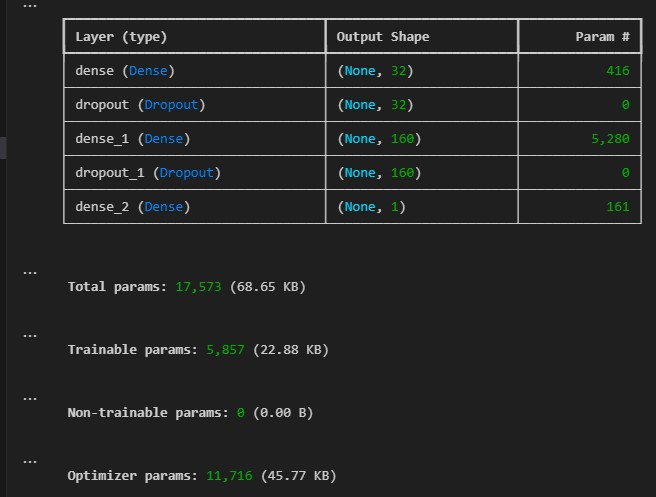 ...
Layer (type) Output Shape Param #
dense (Dense) (None, 32) 416
dropout (Dropout) (None, 32) 0
dense_1 (Dense) (None, 160) 5,280
dropout_1 (Dropout) (None, 160) 0
dense_2 (Dense) (None, 1) 161
...
Total params: 17,573 (68.65 KB)
...
Trainable params: 5,857 (22.88 KB)
...
Non-trainable params: 0 (0.00 B)
...
Optimizer params: 11,716 (45.77 KB)